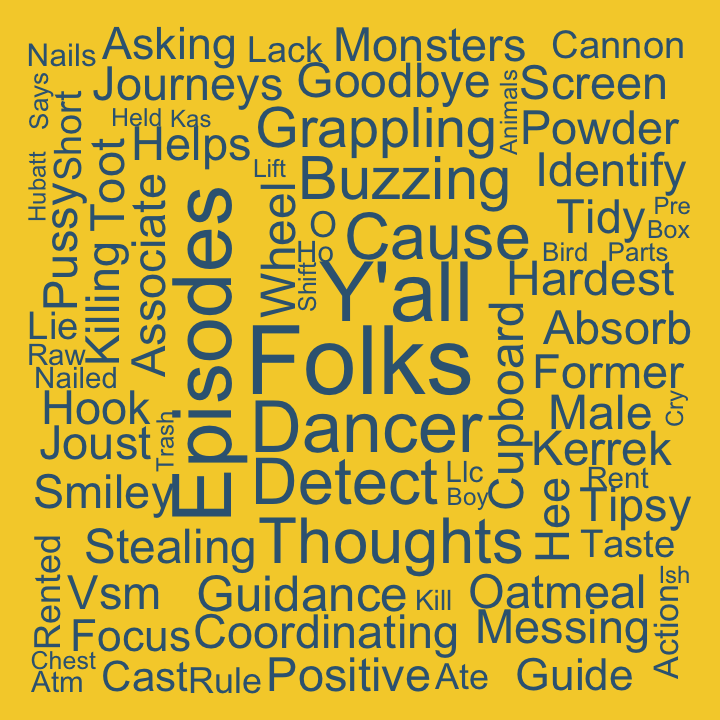 Nails
Asking
Lack
Monsters
Cannon
Says
Short
Journeys
Goodbye
Animals
Screen
Held
Kas
Helps
Grappling
Powder
Hubatt
Pussy
Toot
Killing
Associate
Episodes
Lift
Buzzing
Identify
Wheel
O
Ho
Shift
Cause
Tidy
Pre
Box
Bird
Parts
Y'all
Hardest
Lie
Raw
Nailed
Folks
Cupboard
Absorb
Former
Hook
Joust
Trash
Dancer
Male
Cry
Kerrek
Smiley
Detect
Llc
Boy
Hee
Rent
Tipsy
Stealing
Thoughts
Taste
Rented
Vsm
Guidance
Kill
Oatmeal
Ish
Action
Focus
Coordinating
Messing
Chest
Atm
Cast
Rule
Positive
Ate
Guide